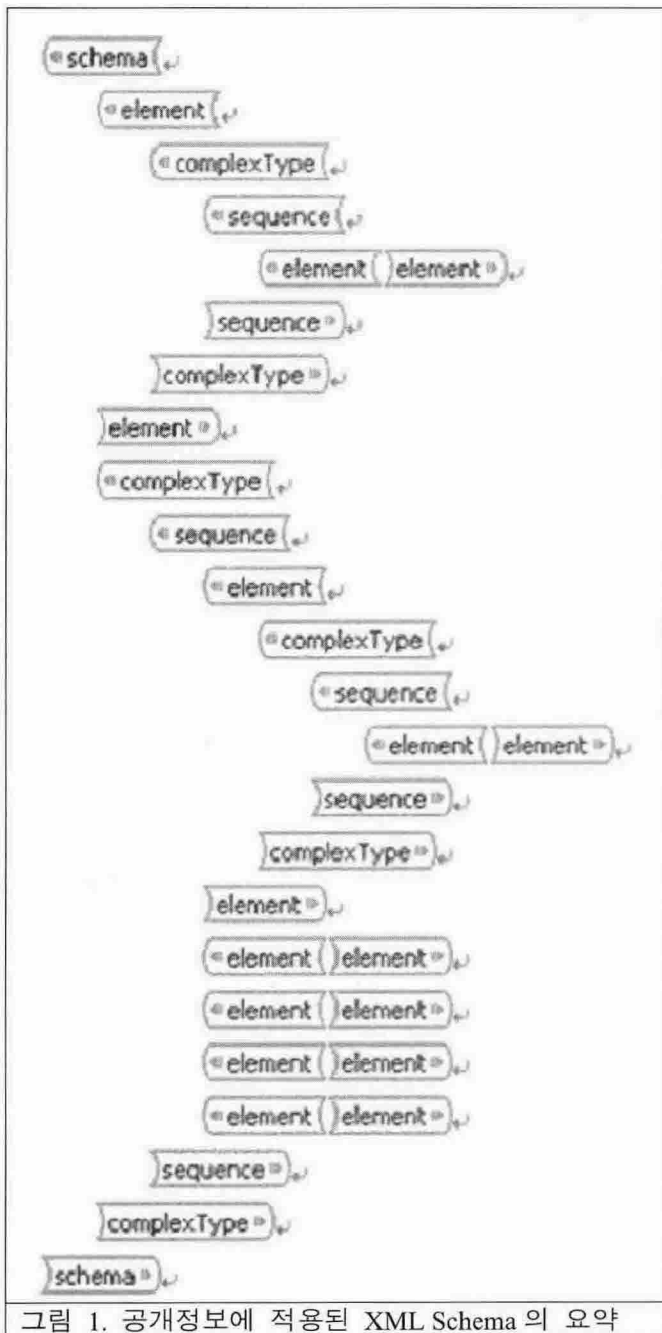 schema
element
complexType
sequence
element element
sequence
complexType
element
complexType
sequence
element
complexType
sequence
element element
sequence
complexType
element
element element
element element
element element
element element
sequence
complexType
schema
그림 1. 공개정보에 적용된 XML Schema 의 요약